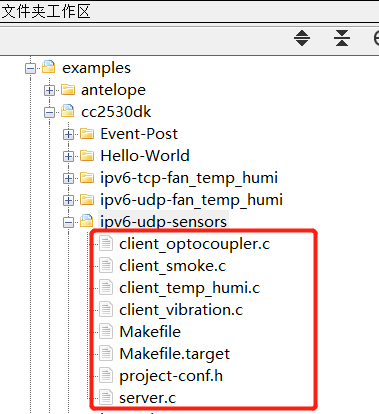 文件夹工作区
examples
antelope
cc2530dk
Event-Post
Hello-World
ipv6-tcp-fan_temp_humi
ipv6-udp-fan_temp_humi
ipv6-udp-sensors
client_optocoupler.c
client_smoke.c
client_temp_humi.c
client_vibration.c
Makefile
Makefile.target
project-conf.h
server.c